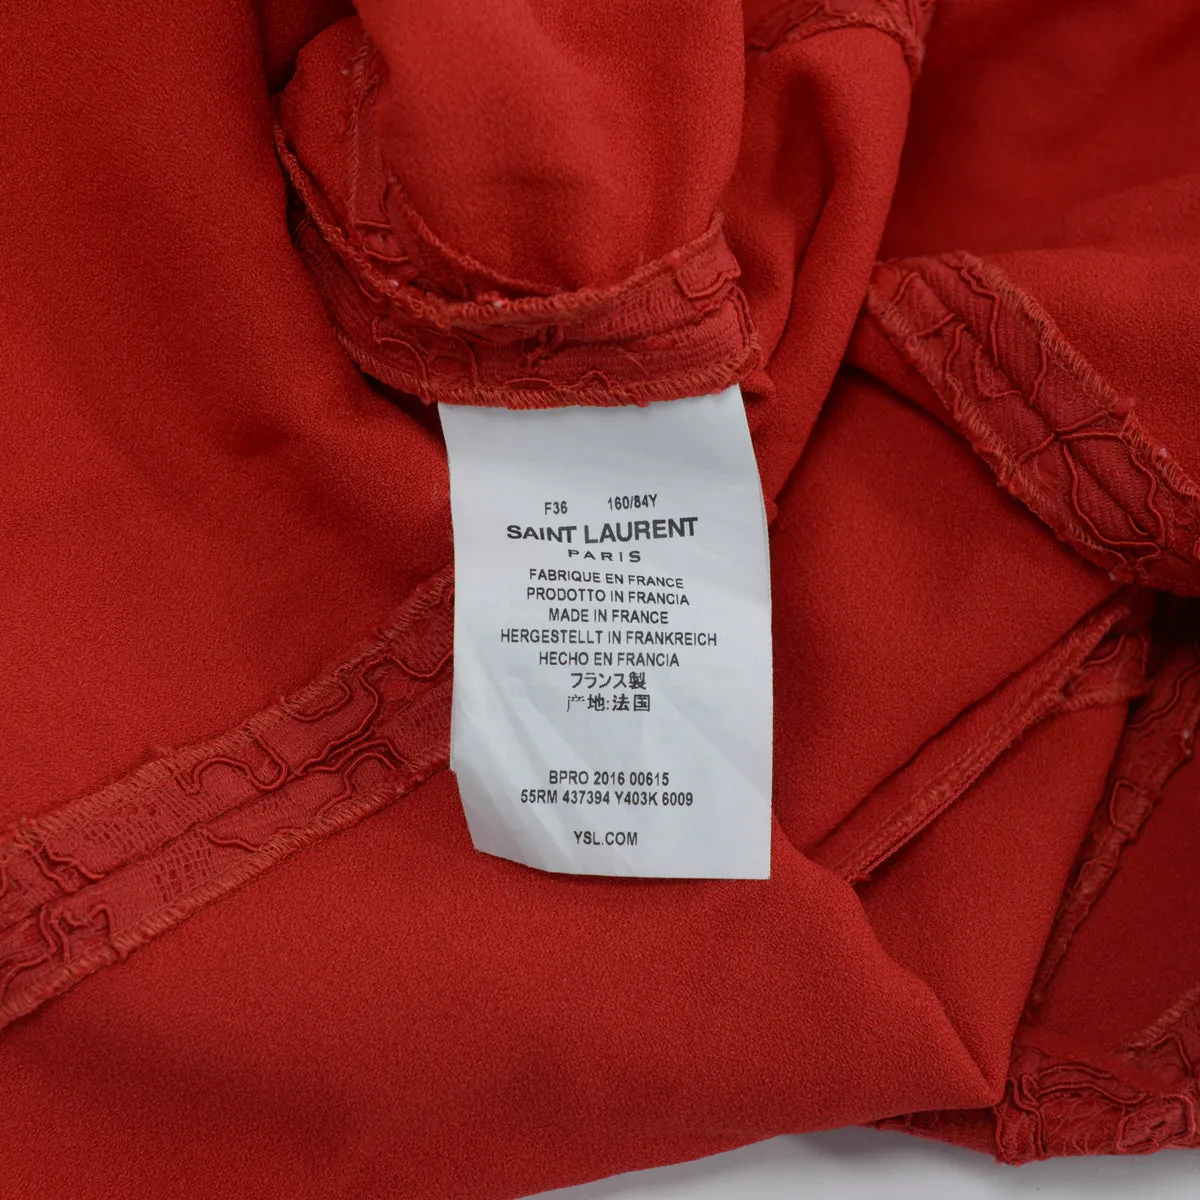 F36 160/84Y
SAINT LAURENT
PARIS
FABRIQUE EN FRANCE
PRODOTTO IN FRANCIA
MADE IN FRANCE
HERGESTELLT IN FRANKREICH
HECHO EN FRANCIA
フランス製
产地:法国
BPRO 2016 00615
55RM 437394 Y403K 6009
YSL.COM